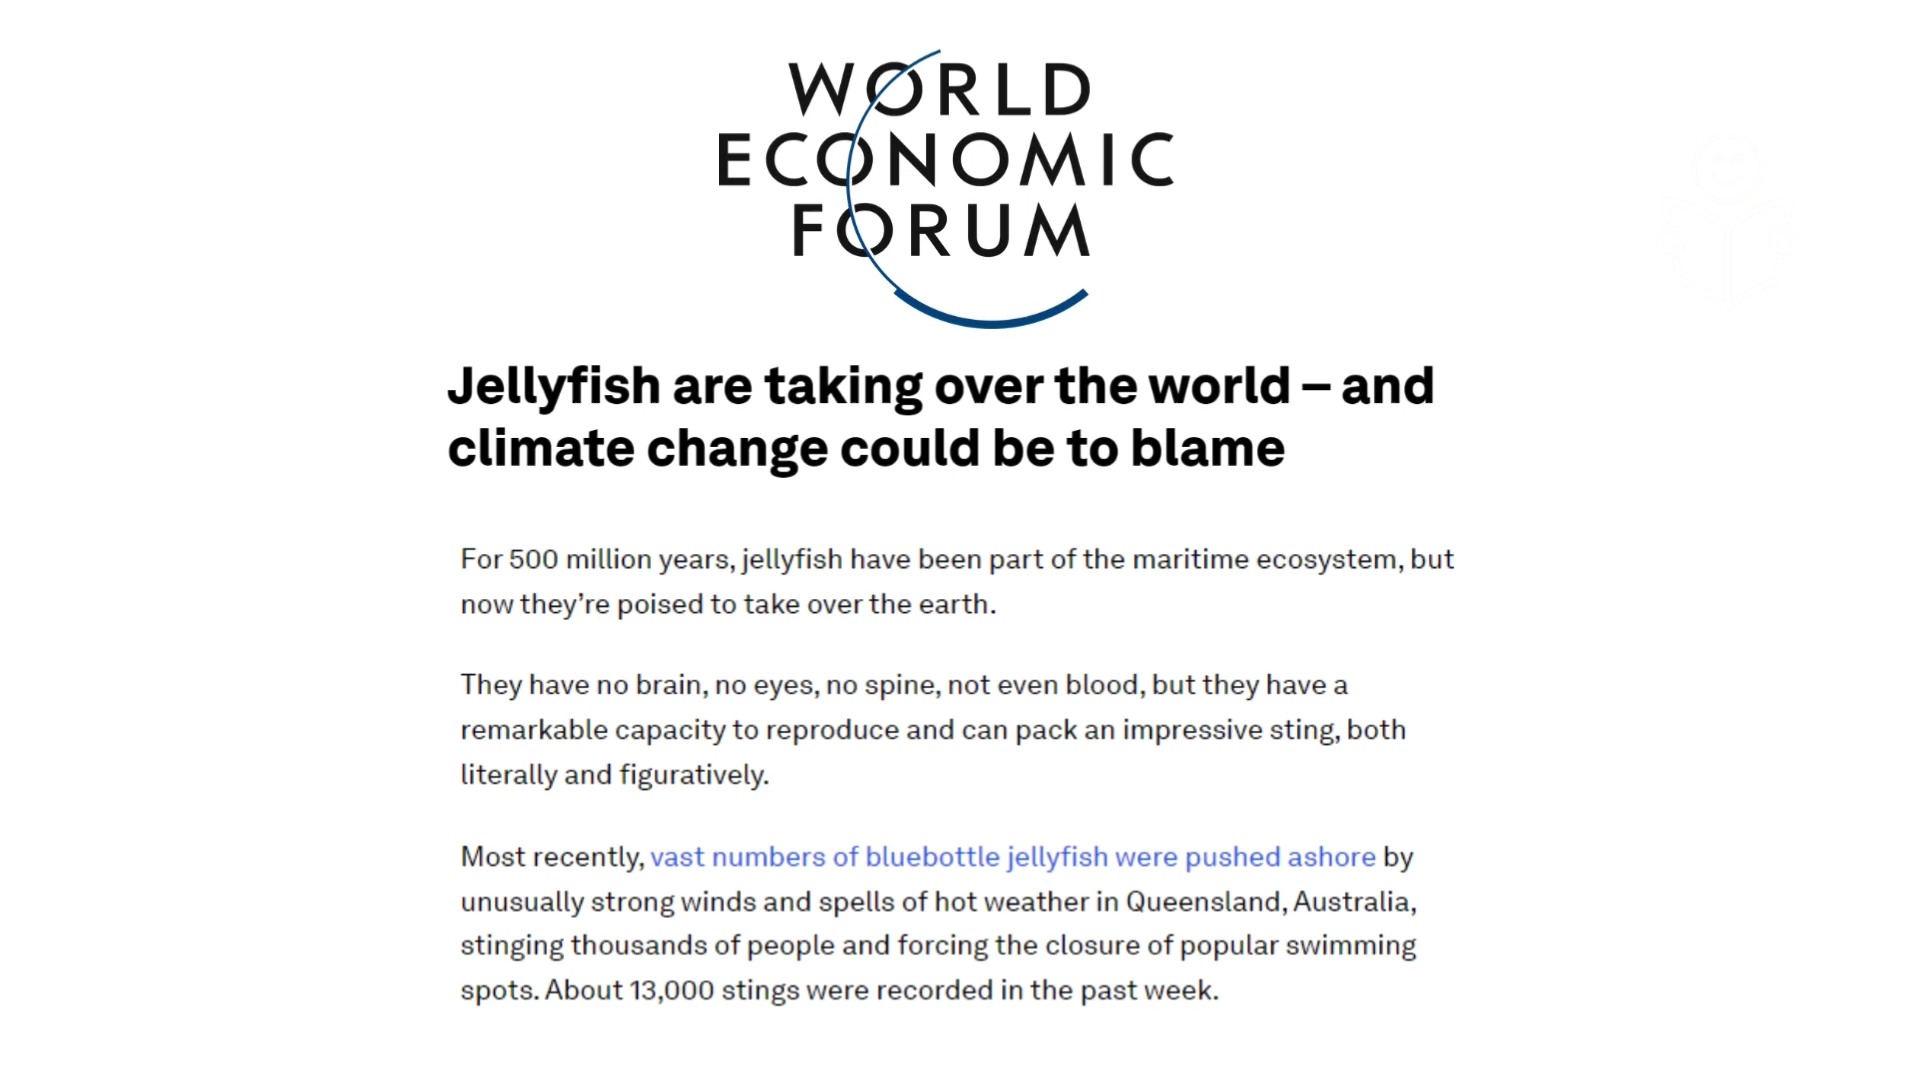 WORLD
ECONOMIC
FORUM
Jellyfish are taking over the world – and
climate change could be to blame
For 500 million years, jellyfish have been part of the maritime ecosystem, but
now they’re poised to take over the earth.
They have no brain, no eyes, no spine, not even blood, but they have a
remarkable capacity to reproduce and can pack an impressive sting, both
literally and figuratively.
Most recently, vast numbers of bluebottle jellyfish were pushed ashore by
unusually strong winds and spells of hot weather in Queensland, Australia,
stinging thousands of people and forcing the closure of popular swimming
spots. About 13,000 stings were recorded in the past week.